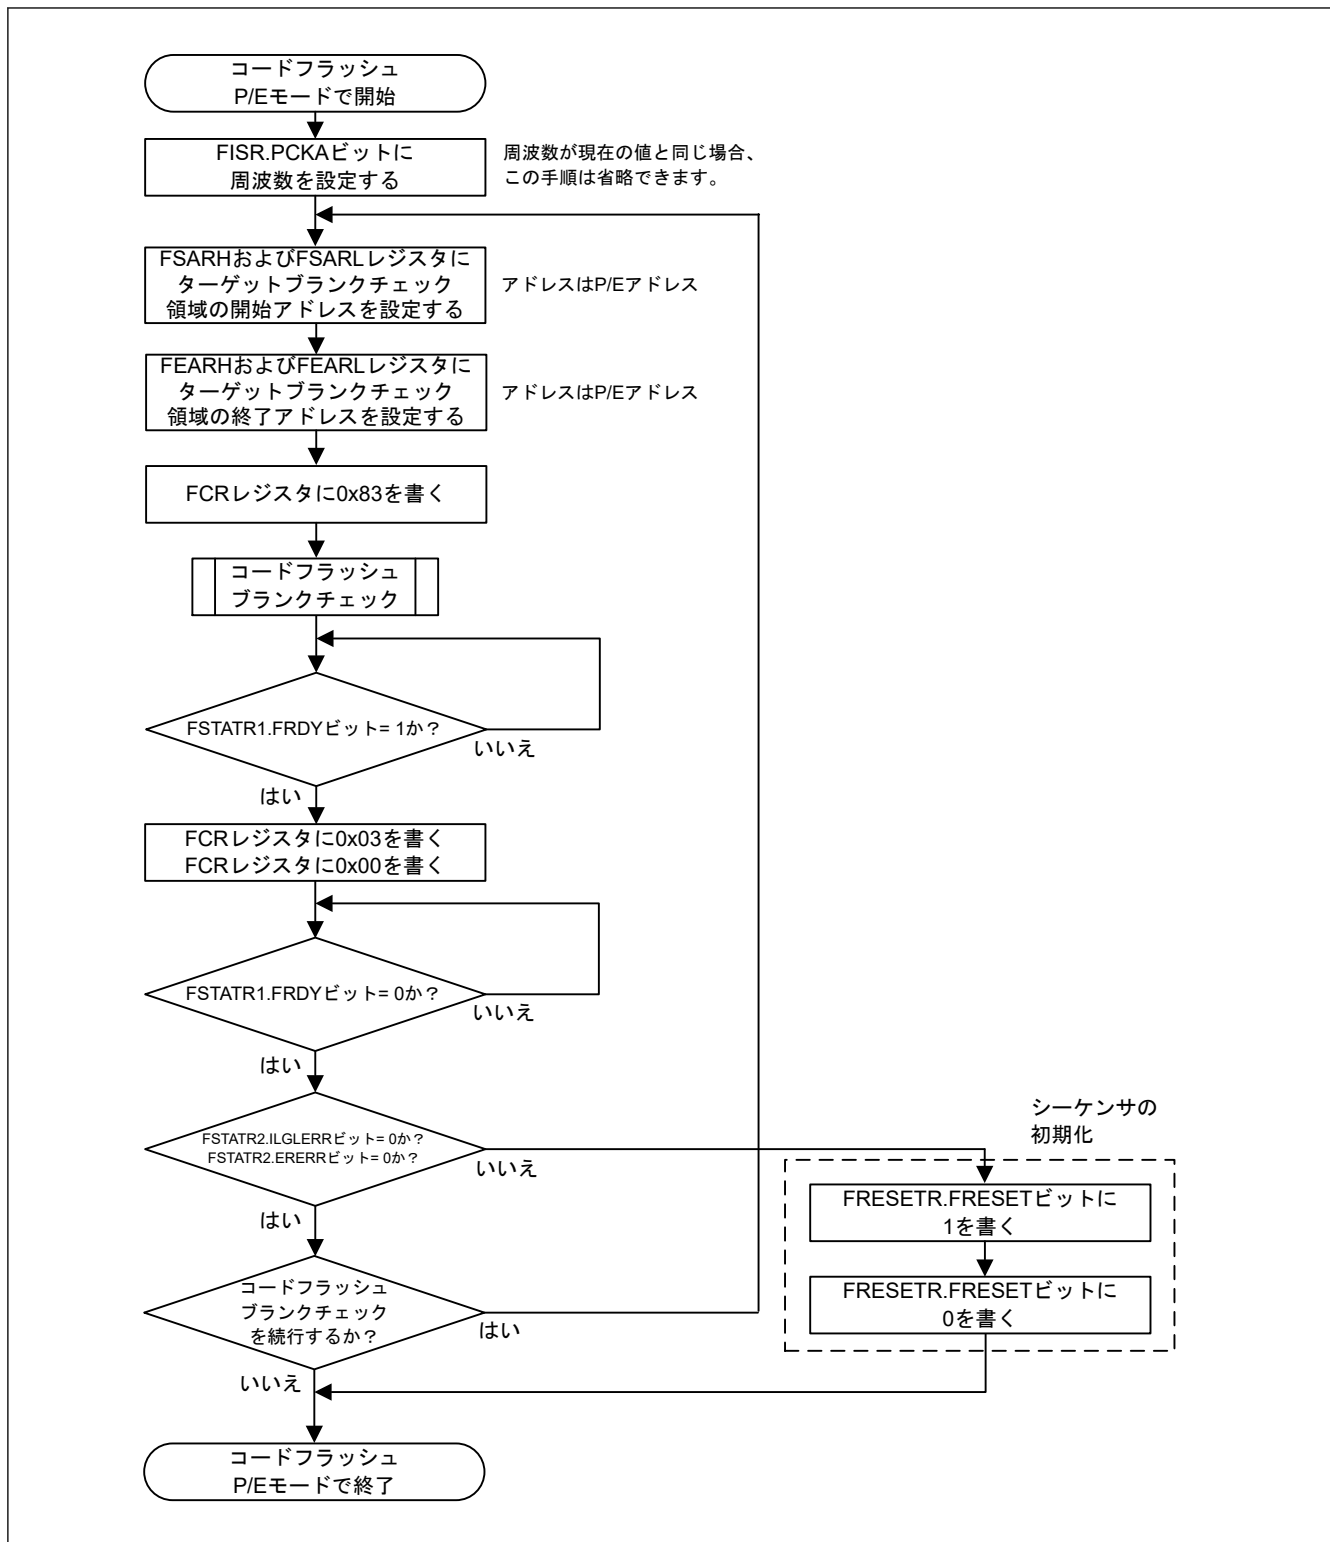 コードフラッシュ
P/Eモードで開始
FISR.PCKAビットに
周波数を設定する
周波数が現在の値と同じ場合、
この手順は省略できます。
FSARHおよびFSARLレジスタに
ターゲットブランクチェック
領域の開始アドレスを設定する
アドレスはP/Eアドレス
FEARHおよびFEARLレジスタに
ターゲットブランクチェック
領域の終了アドレスを設定する
アドレスはP/Eアドレス
FCRレジスタに0x83を書く
コードフラッシュ
ブランクチェック
FSTATR1.FRDYビット= 1か？
いいえ
はい
FCRレジスタに0x03を書く
FCRレジスタに0x00を書く
FSTATR1.FRDYビット= 0か？
いいえ
はい
FSTATR2.ILGLERRビット= 0か？
FSTATR2.ERERRビット= 0か？
いいえ
はい
シーケンサの
初期化
FRESETR.FRESETビットに
1を書く
FRESETR.FRESETビットに
0を書く
コードフラッシュ
ブランクチェック
を続行するか？
はい
いいえ
コードフラッシュ
P/Eモードで終了